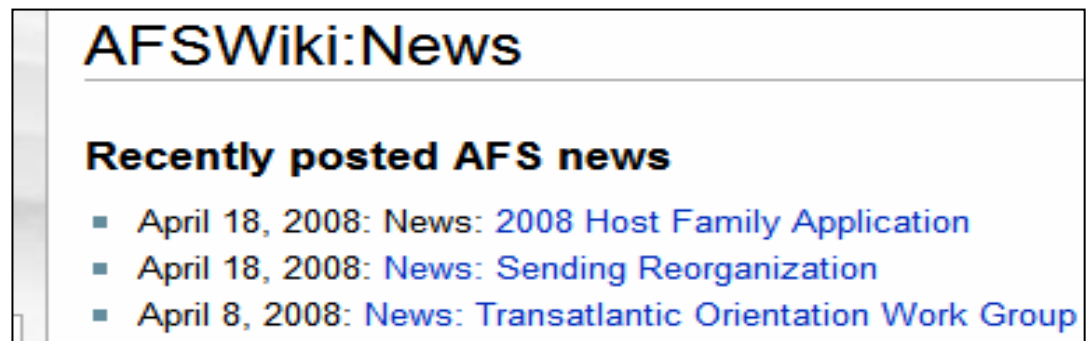 AFSWiki:News
Recently posted AFS news
April 18, 2008: News: 2008 Host Family Application
April 18, 2008: News: Sending Reorganization
April 8, 2008: News: Transatlantic Orientation Work Group